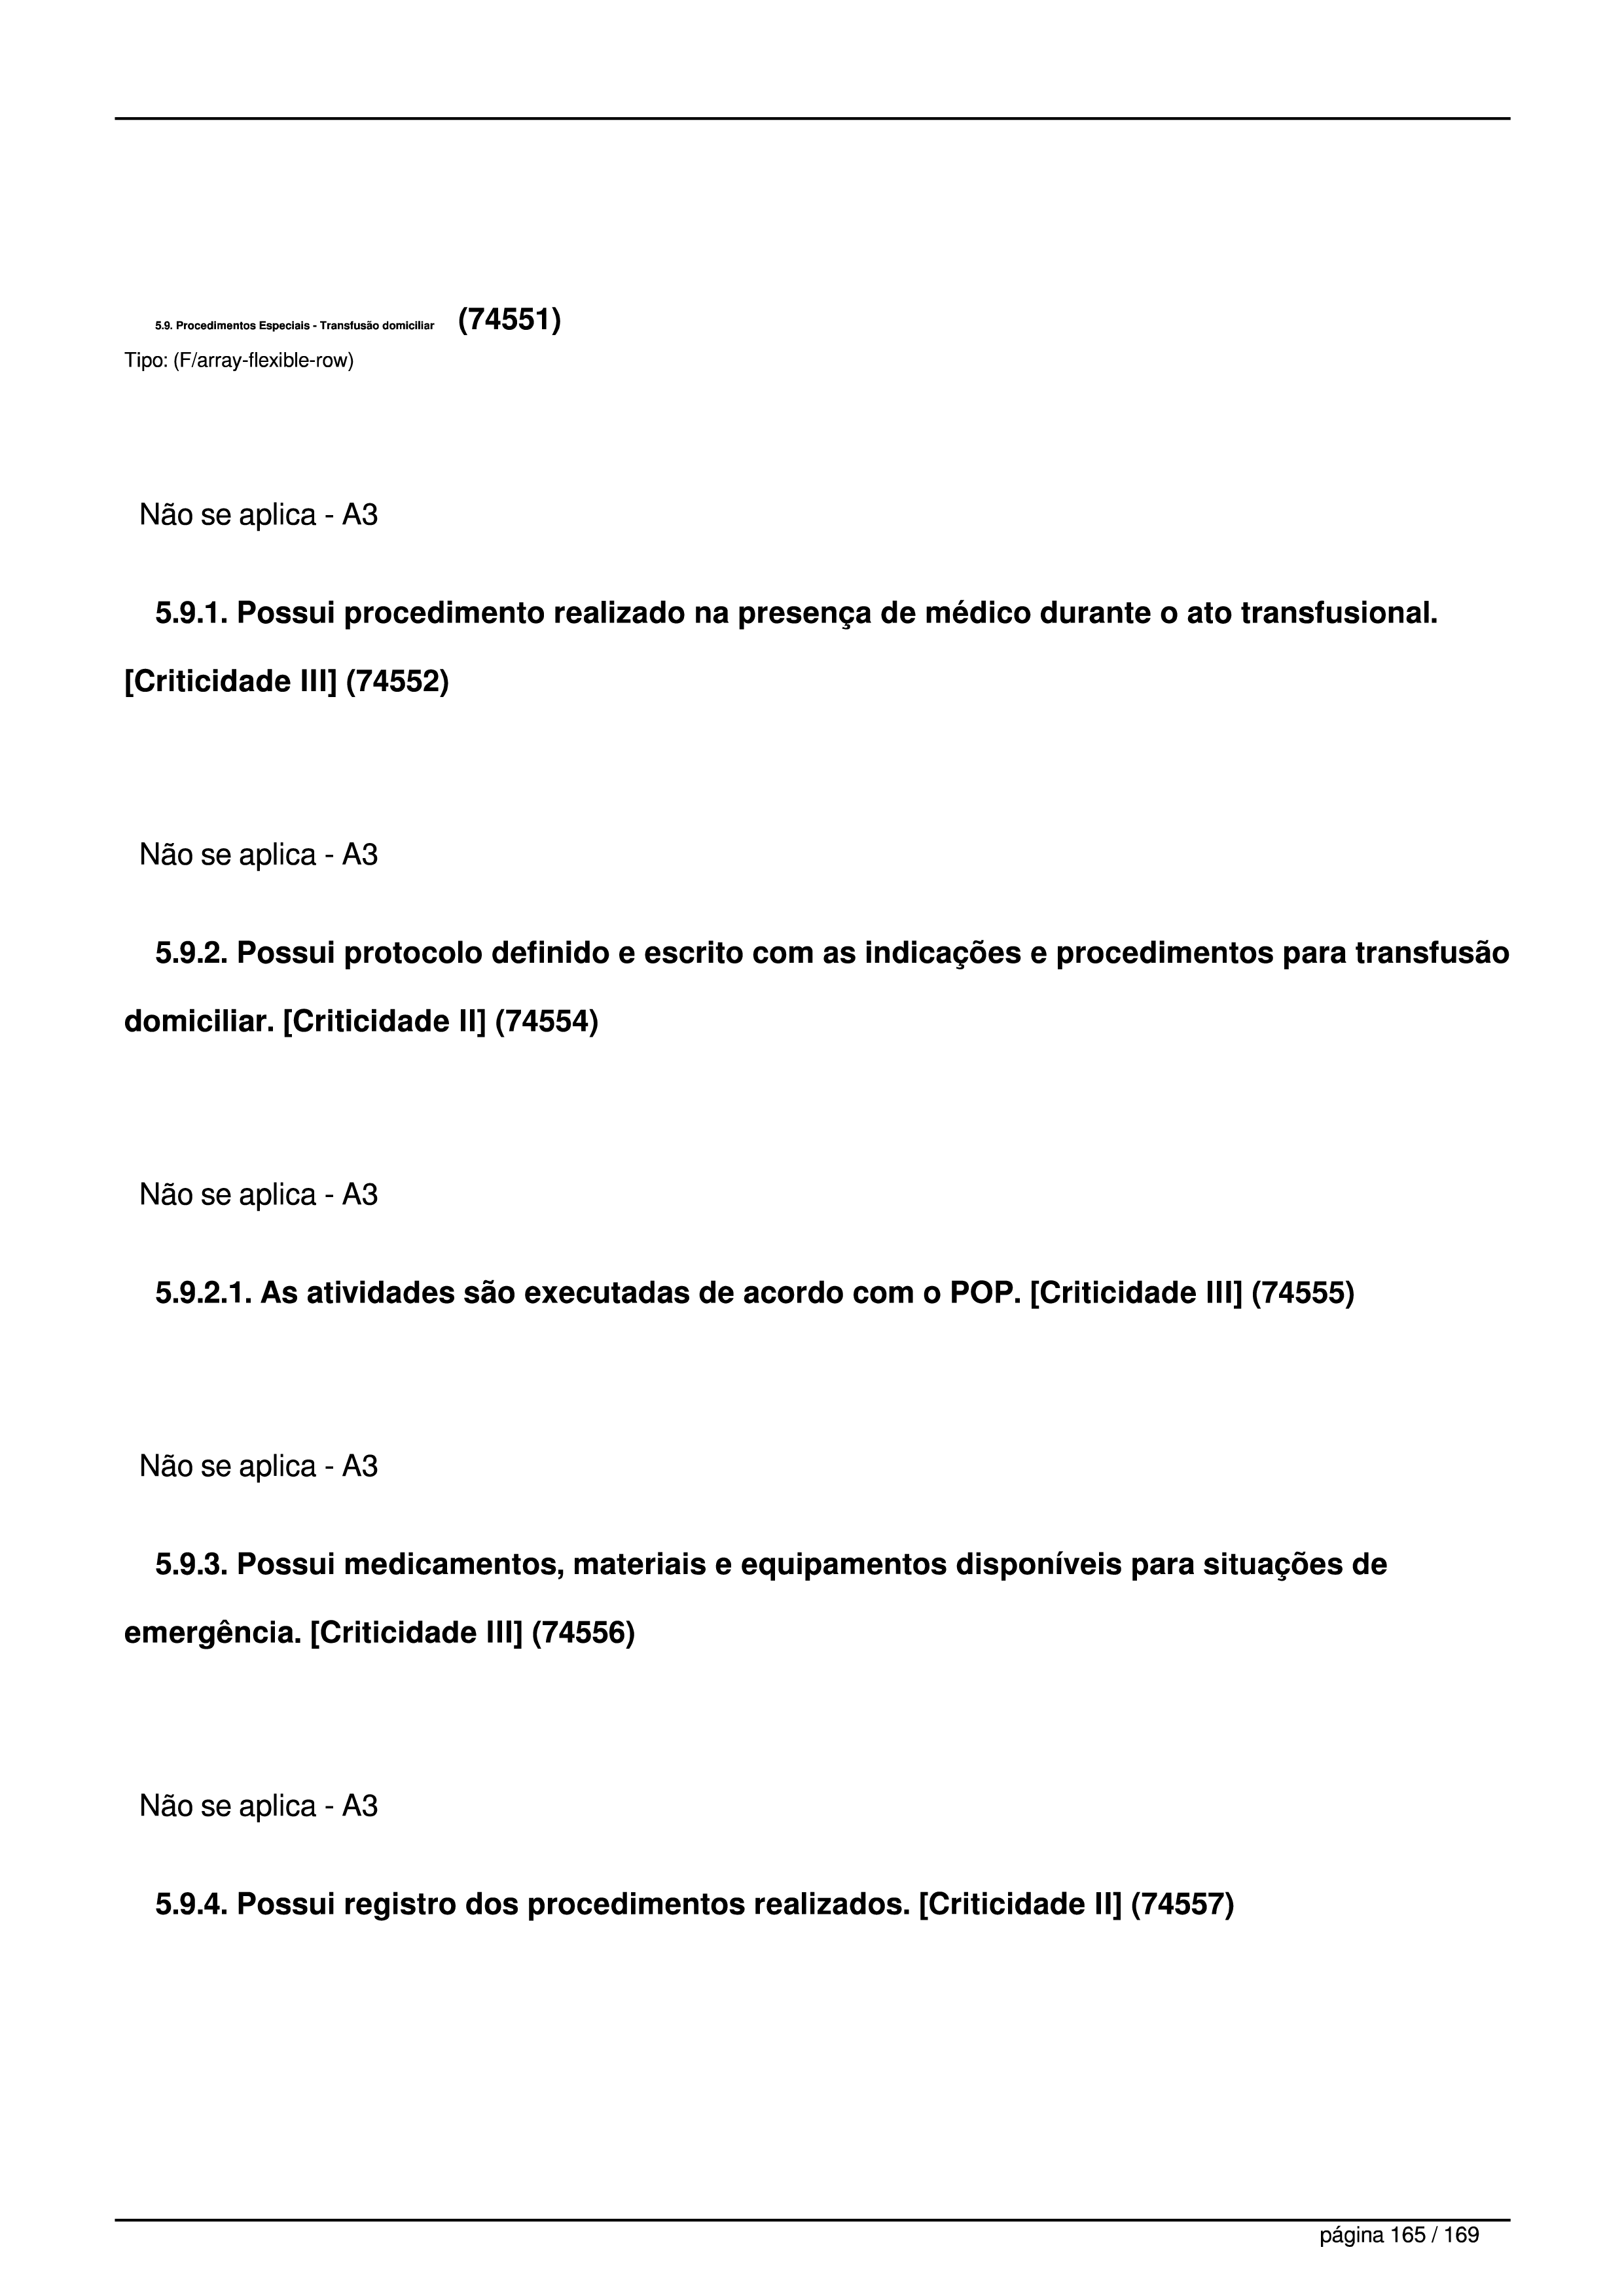 5.9. Procedimentos Especiais - Transfusão domiciliar (74551)
Tipo: (F/array-flexible-row)
Não se aplica - A3
5.9.1. Possui procedimento realizado na presença de médico durante o ato transfusional.
[Criticidade III] (74552)
Não se aplica - A3
5.9.2. Possui protocolo definido e escrito com as indicações e procedimentos para transfusão
domiciliar. [Criticidade II] (74554)
Não se aplica - A3
5.9.2.1. As atividades são executadas de acordo com o POP. [Criticidade III] (74555)
Não se aplica - A3
5.9.3. Possui medicamentos, materiais e equipamentos disponíveis para situações de
emergência. [Criticidade III] (74556)
Não se aplica - A3
5.9.4. Possui registro dos procedimentos realizados. [Criticidade II] (74557)
página 165 / 169